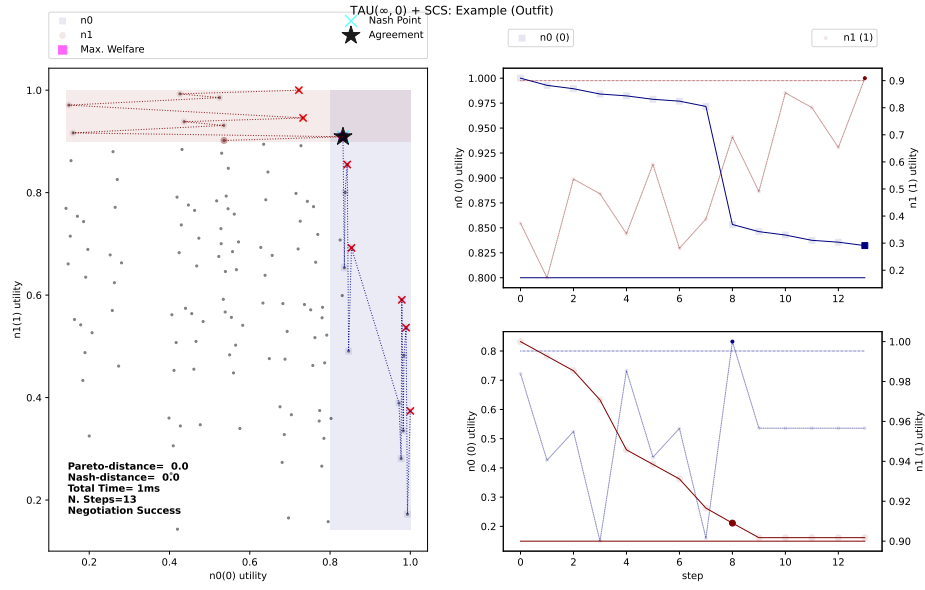 TAU(∞, 0) + SCS: Example (Outfit)
n0
n1
Max. Welfare
Nash Point
Agreement
n0 (0)
n1 (1)
1.0
0.8
0.6
0.4
0.2
n1(1) utility
Pareto-distance= 0.0
Nash-distance= 0.0
Total Time= 1ms
N. Steps=13
Negotiation Success
0.2
0.4
0.6
0.8
1.0
n0(0) utility
1.000
0.975
0.950
0.925
0.900
0.875
0.850
0.825
0.800
n0 (0) utility
0.9
0.8
0.7
0.6
0.5
0.4
0.3
0.2
n1 (1) utility
0
2
4
6
8
10
12
0.8
0.7
0.6
0.5
0.4
0.3
0.2
n0 (0) utility
1.00
0.98
0.96
0.94
0.92
0.90
n1 (1) utility
0
2
4
6
8
10
12
step